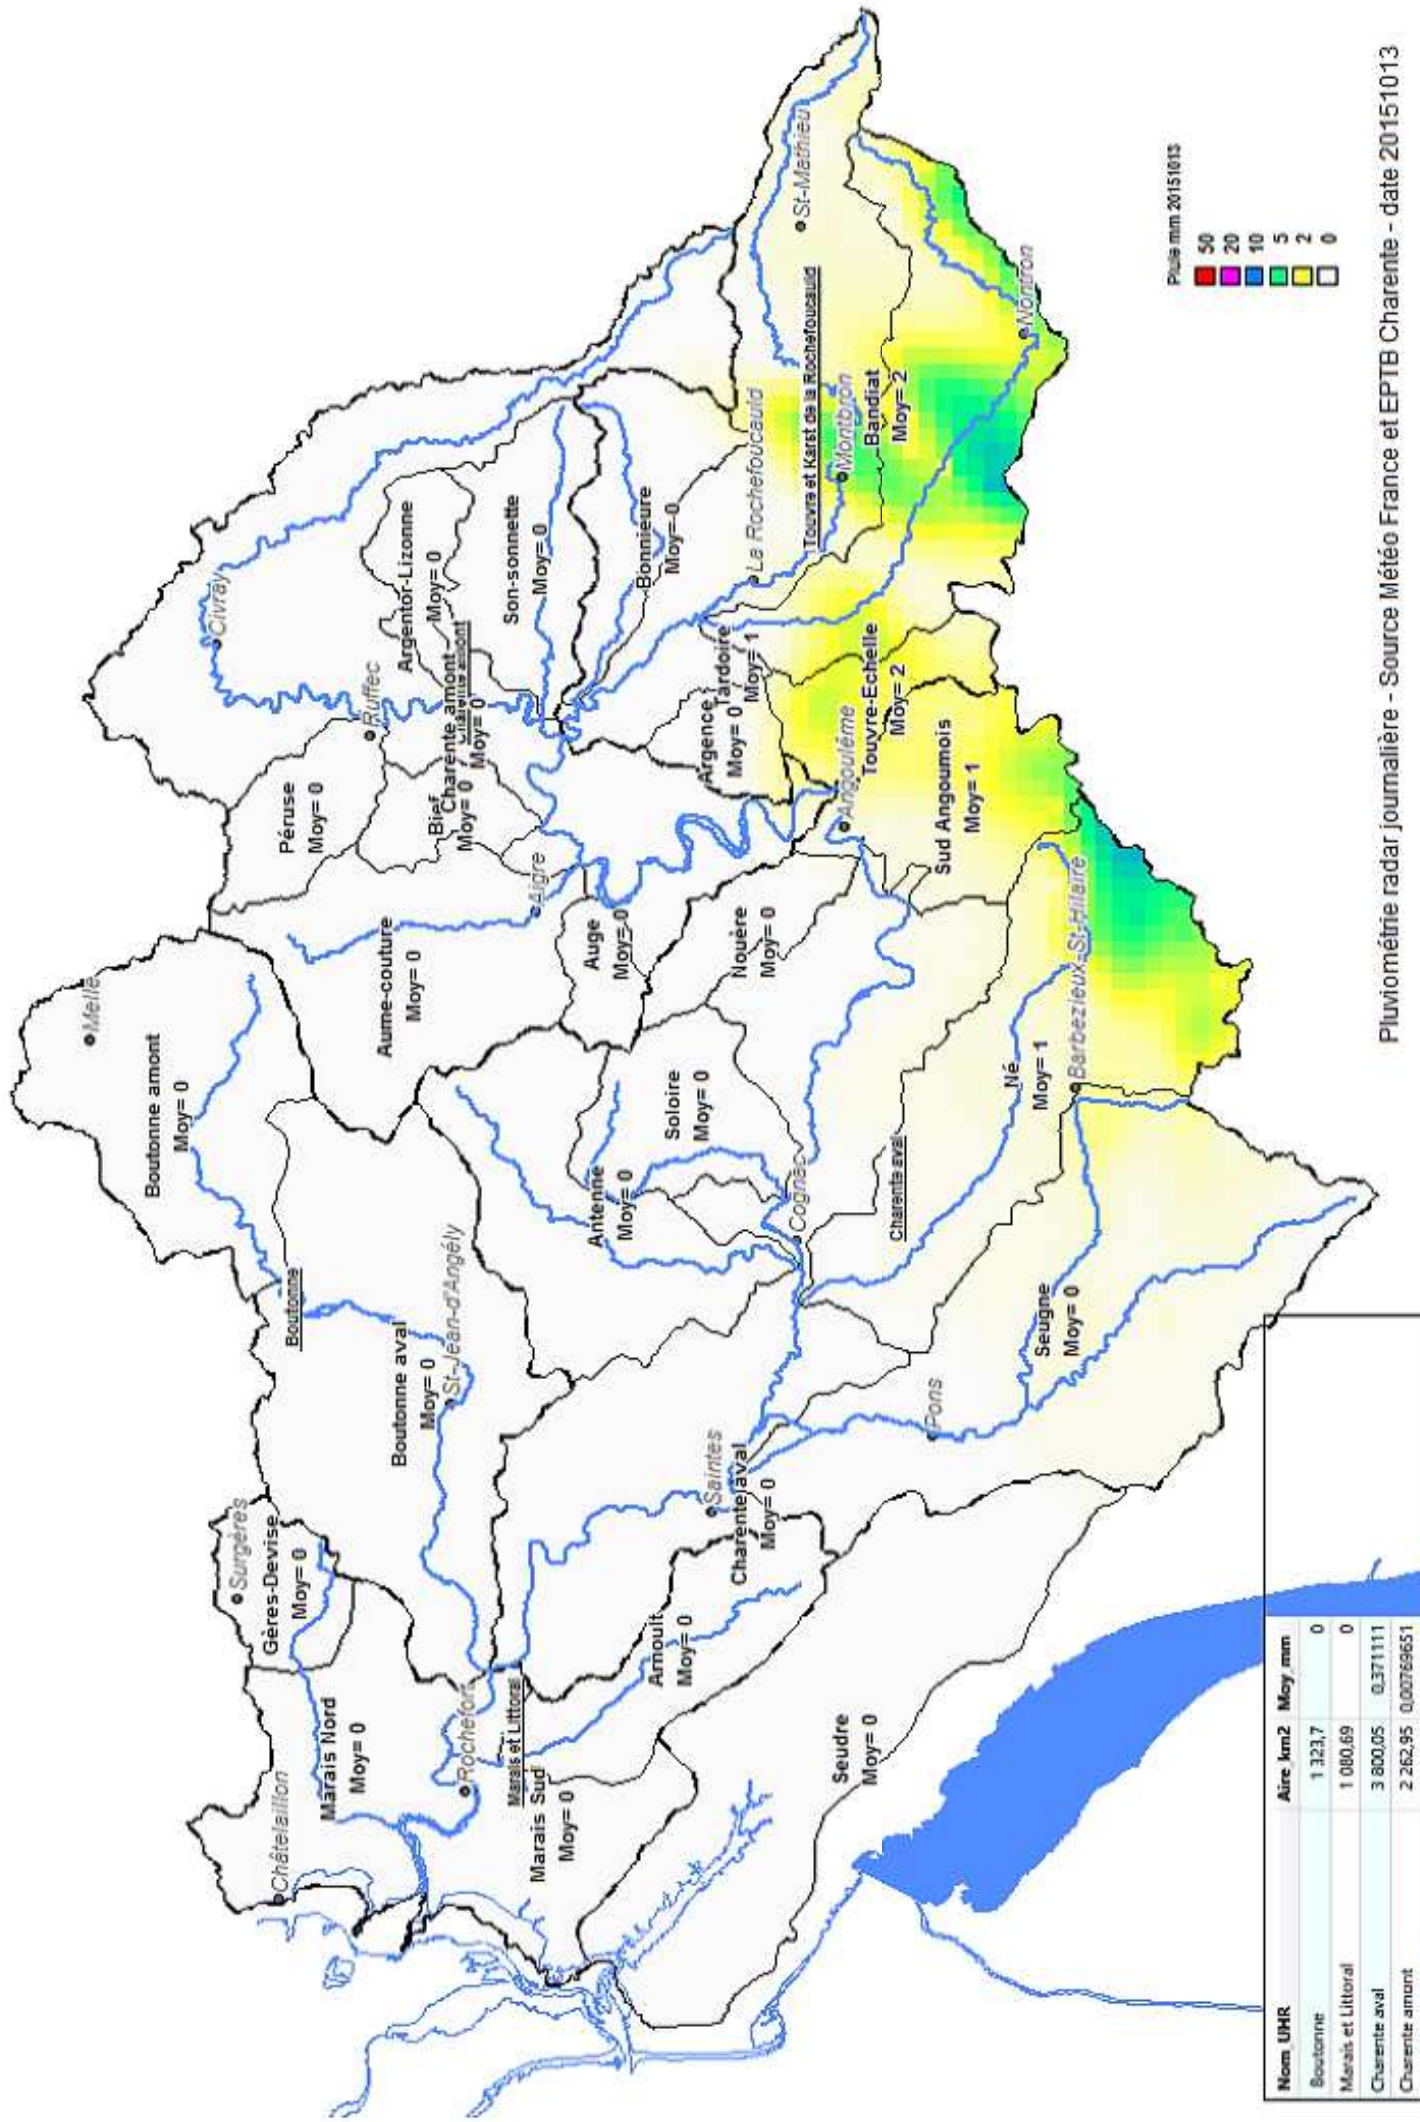 Melle
Boutonne amont
Moy= 0
Civray
Péruse
Moy= 0
Ruffec
Argentor-Lizonne
Moy= 0
Aume-couture
Moy= 0
Bief
Moy= 0
Charente amont
Charente amont
Moy= 0
Aigre
Son-sonnette
Moy= 0
Bonnieure
Moy= 0
Auge
Moy= 0
Surgères
Gères-Devise
Moy= 0
Boutonne
Boutonne aval
Moy= 0
St-Jean-d'Angély
Châtelaillon
Marais Nord
Moy= 0
Rochefort
Marais et Littoral
Marais Sud
Moy= 0
Arnoult
Moy= 0
Saintes
Charente aval
Moy= 0
Antenne
Moy= 0
Soloire
Moy= 0
Nouère
Moy= 0
Argence
Moy= 0
Tardoire
Moy= 1
La Rochefoucauld
St-Mathieu
Touvre et Karst de la Rochefoucauld
Montbron
Bandiat
Moy= 2
Nontron
Angoulême
Touvre-Echelle
Moy= 2
Sud Angoumois
Moy= 1
Cognac
Charente aval
Né
Moy= 1
Barbezieux-St-Hilaire
Pons
Seugne
Moy= 0
Seudre
Moy= 0
Pluie mm 20151013
50
20
10
5
2
0
Nom_UHR Aire_km2 Moy_mm
Boutonne 1 323,7 0
Marais et Littoral 1 080,69 0
Charente aval 3 800,05 0,371111
Charente amont 2 262,95 0,00769651
Pluviométrie radar journalière - Source Météo France et EPTB Charente - date 20151013